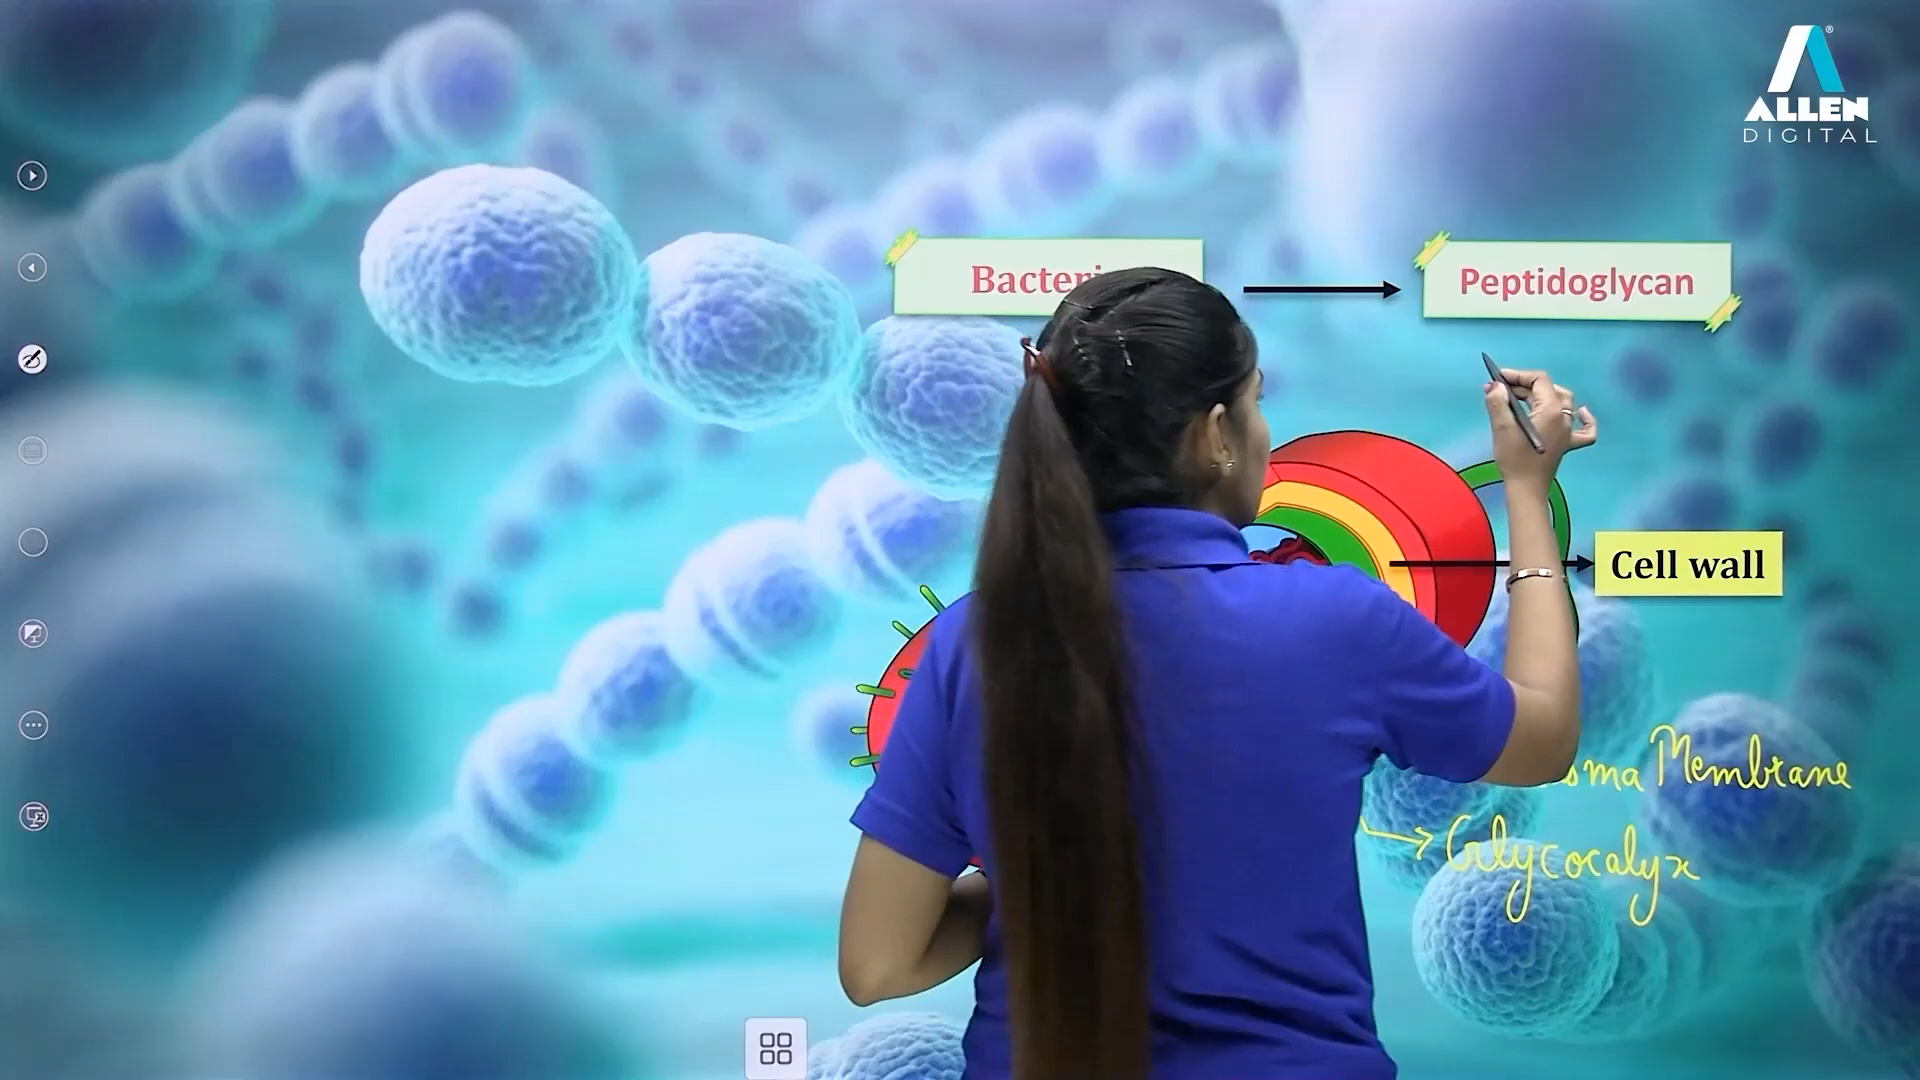 ALLEN
DIGITAL
Peptidoglycan
Cell wall
Membrane
Glycocalyx